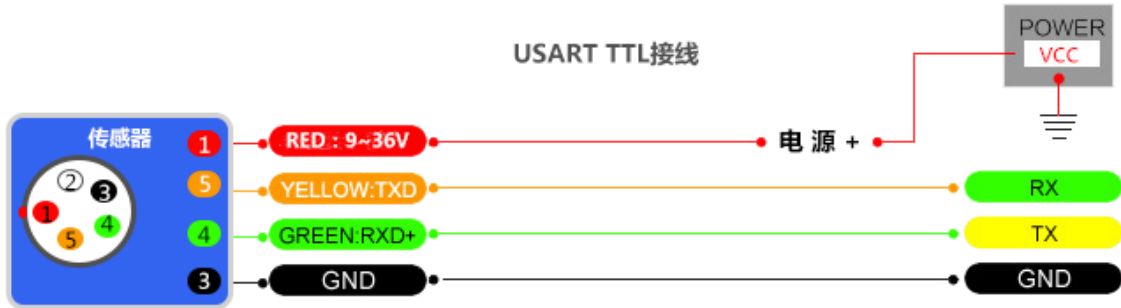 USART TTL接线
POWER
VCC
传感器
1
RED：9~36V
电 源 +
2
3
5
YELLOW:TXD
RX
1
4
5
4
GREEN:RXD+
TX
3
GND
GND